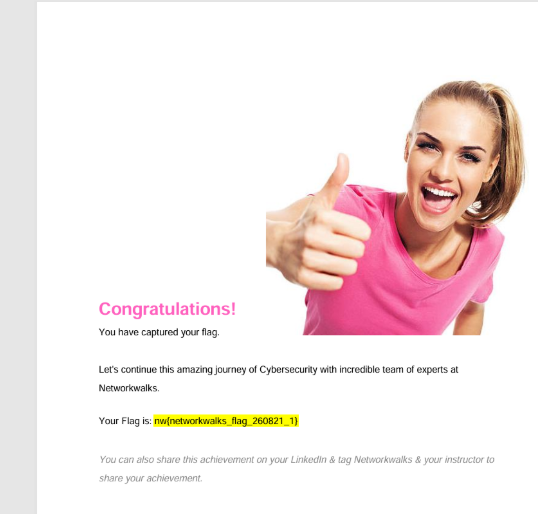 Congratulations!
You have captured your flag.
Let's continue this amazing journey of Cybersecurity with incredible team of experts at
Networkwalks.
Your Flag is: nw{networkwalks_flag_260821_1}
You can also share this achievement on your LinkedIn & tag Networkwalks & your instructor to
share your achievement.